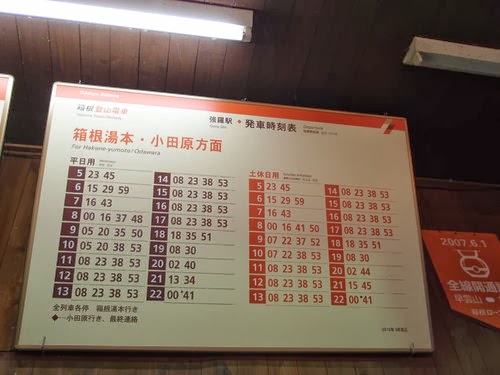 箱根登山電車
強羅駅 ◆ 発車時刻表
箱根湯本・小田原方面
For Hakone-yumoto / Odawara
平日用
5 23 45
6 15 29 59
7 16 43
8 00 16 37 48
9 05 20 35 50
10 05 20 38 53
11 08 23 38 53
12 08 23 38 53
13 08 23 38 53
14 08 23 38 53
15 08 23 38 53
16 08 23 38 53
17 08 23 38 53
18 18 35 51
19 08 30
20 02 40
21 13 34
22 00◆41
土休日用
5 23 45
6 15 29 59
7 16 43
8 00 16 41 50
9 07 22 37 52
10 07 22 38 53
11 08 23 38 53
12 08 23 38 53
13 08 23 38 53
14 08 23 38 53
15 08 23 38 53
16 08 23 38 53
17 08 23 38 53
18 18 35 51
19 08 30
20 02 44
21 15 45
22 00◆41
全列車各停 箱根湯本行き
◆…小田原行き、最終連絡
2007.6.1